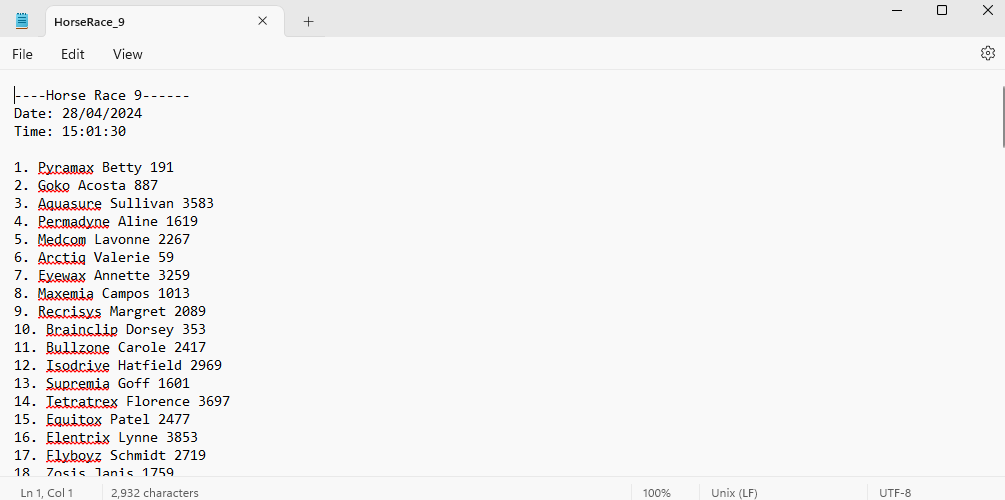 HorseRace_9
File Edit View
----Horse Race 9------
Date: 28/04/2024
Time: 15:01:30
1. Pyramax Betty 191
2. Goko Acosta 887
3. Aquasure Sullivan 3583
4. Permadyne Aline 1619
5. Medcom Lavonne 2267
6. Arctiq Valerie 59
7. Eyewax Annette 3259
8. Maxemia Campos 1013
9. Recrisys Margret 2089
10. Brainclip Dorsey 353
11. Bullzone Carole 2417
12. Isodrive Hatfield 2969
13. Supremia Goff 1601
14. Tetratrex Florence 3697
15. Equitox Patel 2477
16. Elentrix Lynne 3853
17. Flyboyz Schmidt 2719
18. Zosis Janis 1759
Ln 1, Col 1 2,932 characters 100% Unix (LF) UTF-8